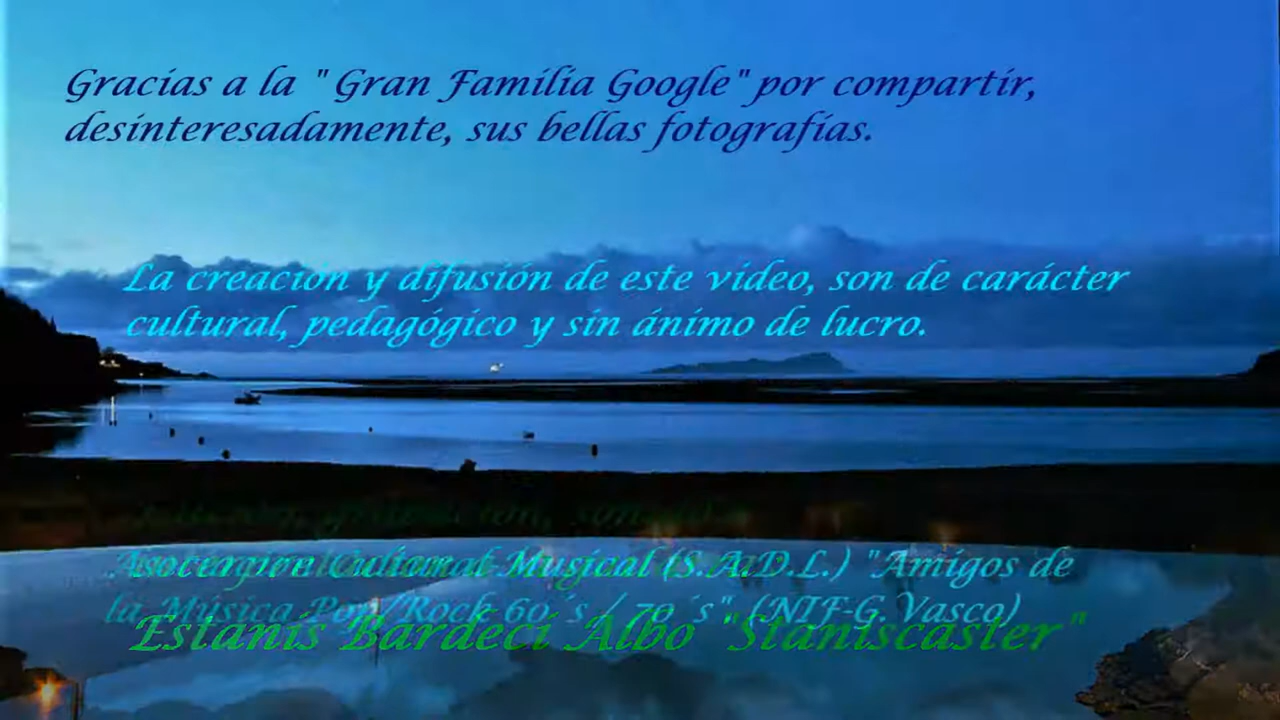 Gracias a la " Gran Familia Google" por compartir,
desinteresadamente, sus bellas fotografías.
La creación y difusión de este video, son de carácter
cultural, pedagógico y sin ánimo de lucro.
Musical (S.A.D.L.) "Amigos de
la Música Pop/Rock 60´s / 70´s". (NIF-G.Vasco)
Estanis Bardeci Albo "Staniscaster"